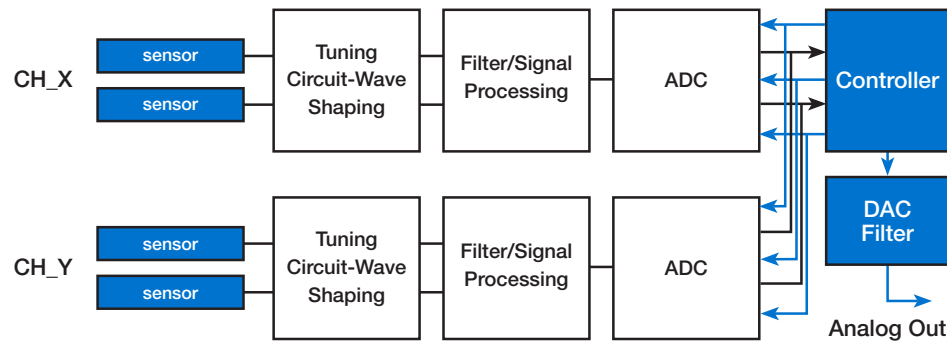 CH_X
sensor
sensor
Tuning
Circuit-Wave
Shaping
Filter/Signal
Processing
ADC
Controller
CH_Y
sensor
sensor
Tuning
Circuit-Wave
Shaping
Filter/Signal
Processing
ADC
DAC
Filter
Analog Out